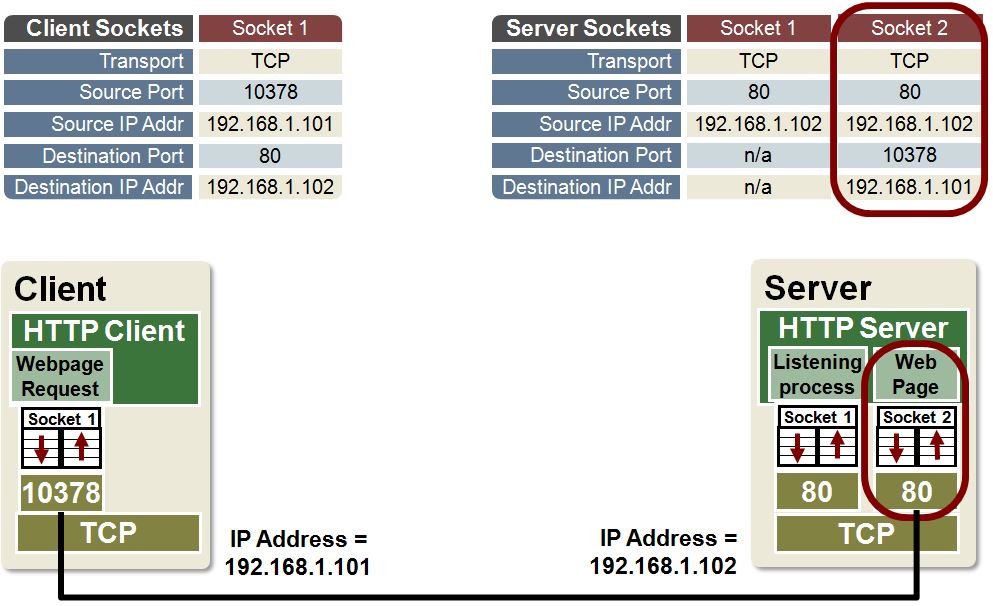 Client Sockets Socket 1
Transport TCP
Source Port 10378
Source IP Addr 192.168.1.101
Destination Port 80
Destination IP Addr 192.168.1.102
Server Sockets Socket 1 Socket 2
Transport TCP TCP
Source Port 80 80
Source IP Addr 192.168.1.102 192.168.1.102
Destination Port n/a 10378
Destination IP Addr n/a 192.168.1.101
Client
HTTP Client
Webpage
Request
Socket 1
10378
TCP
IP Address =
192.168.1.101
Server
HTTP Server
Listening
process
Web
Page
Socket 1
Socket 2
80
80
TCP
IP Address =
192.168.1.102